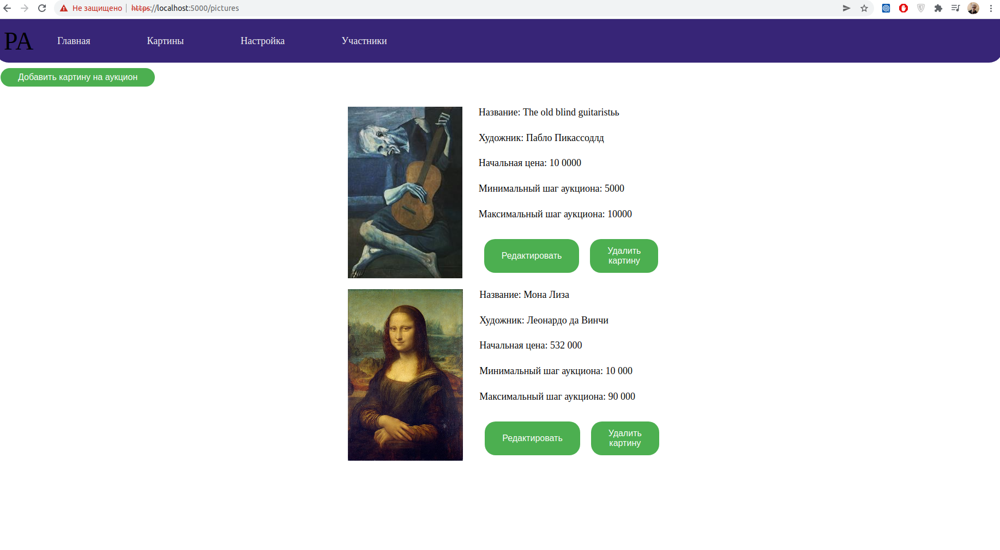 Не защищено https://localhost:5000/pictures
PA Главная Картины Настройка Участники
Добавить картину на аукцион
Название: The old blind guitaristьь
Художник: Пабло Пикассодлд
Начальная цена: 10 0000
Минимальный шаг аукциона: 5000
Максимальный шаг аукциона: 10000
Редактировать
Удалить
картину
Название: Мона Лиза
Художник: Леонардо да Винчи
Начальная цена: 532 000
Минимальный шаг аукциона: 10 000
Максимальный шаг аукциона: 90 000
Редактировать
Удалить
картину